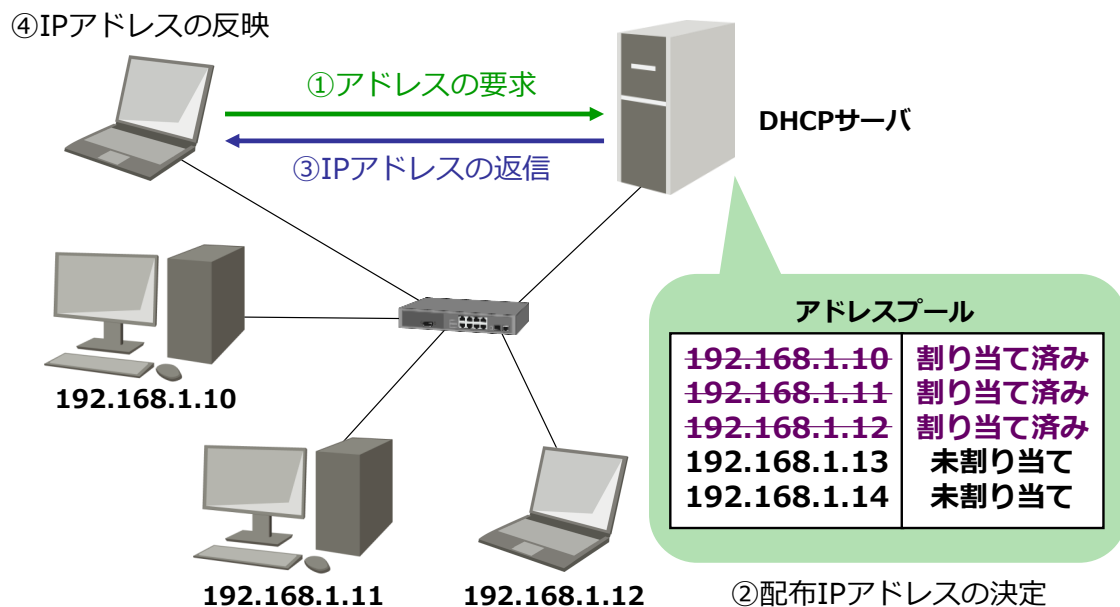 ④IPアドレスの反映
①アドレスの要求
③IPアドレスの返信
DHCPサーバ
192.168.1.10
192.168.1.11
192.168.1.12
アドレスプール
192.168.1.10 割り当て済み
192.168.1.11 割り当て済み
192.168.1.12 割り当て済み
192.168.1.13 未割り当て
192.168.1.14 未割り当て
②配布IPアドレスの決定